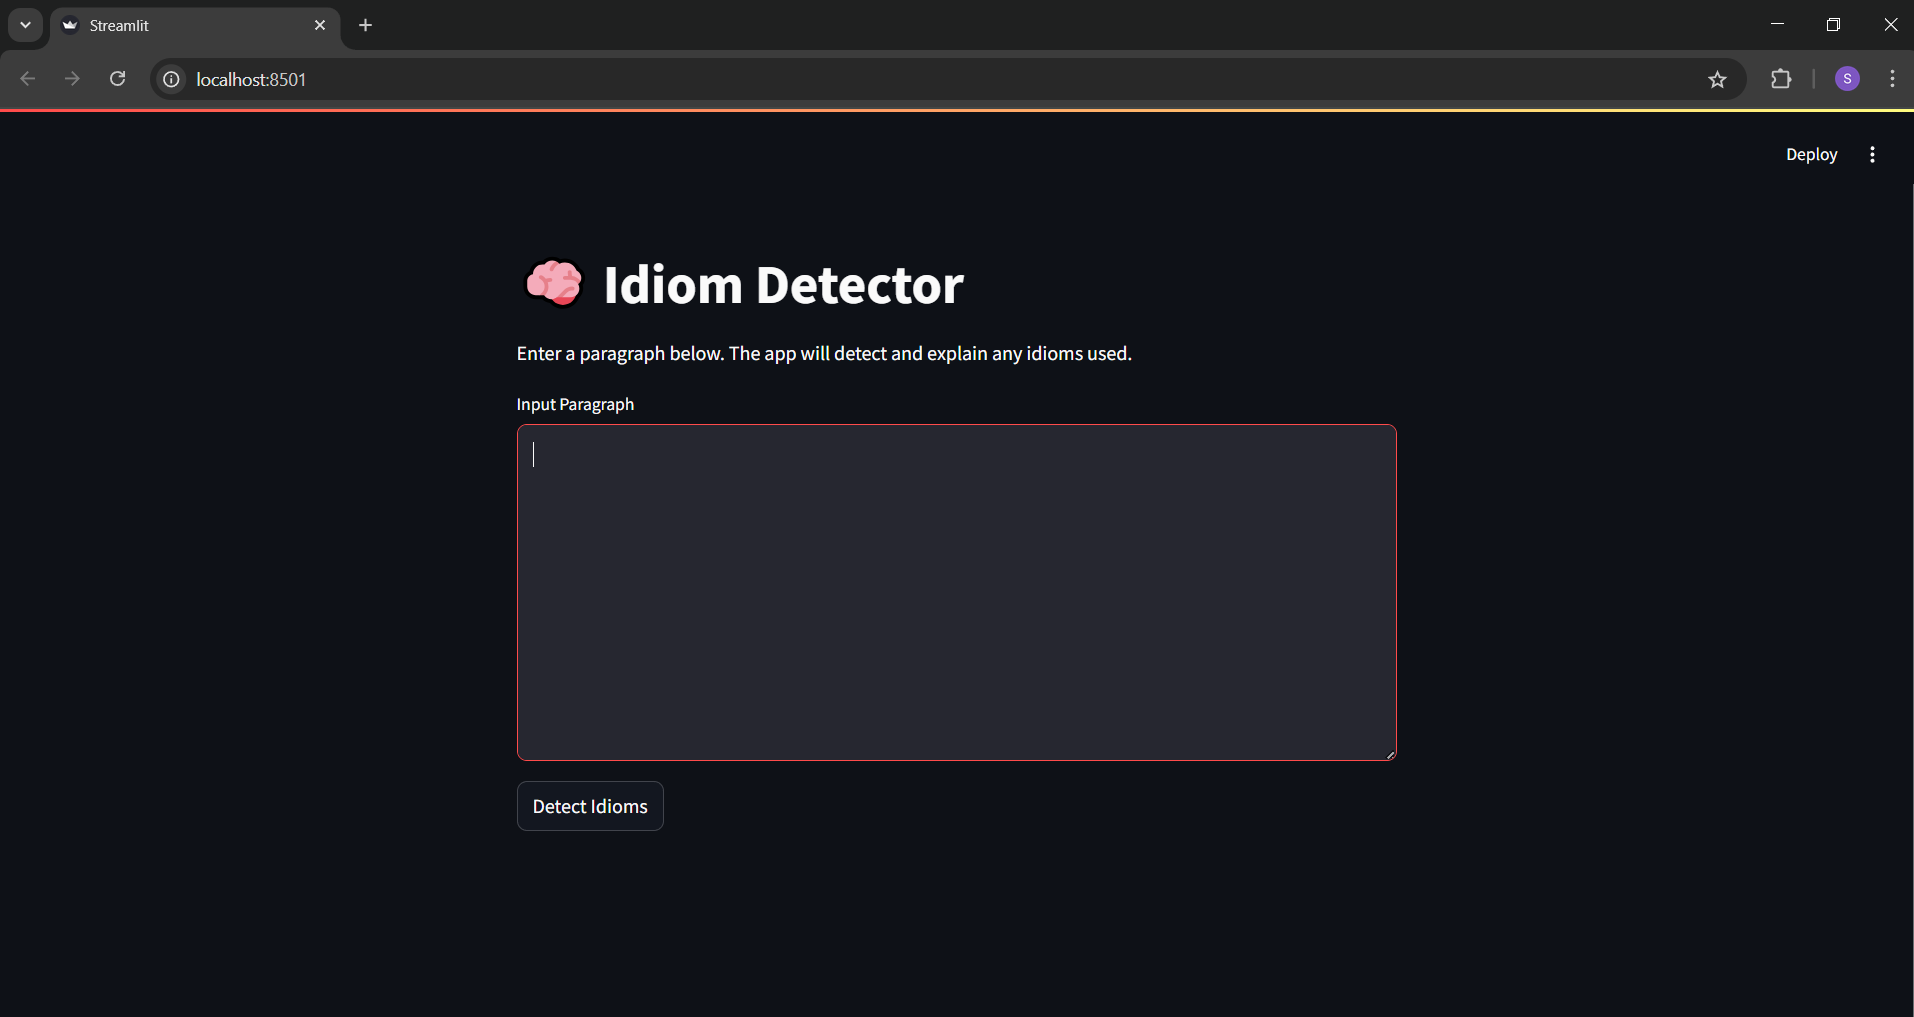 Streamlit
localhost:8501
S
Deploy
Idiom Detector
Enter a paragraph below. The app will detect and explain any idioms used.
Input Paragraph
Detect Idioms